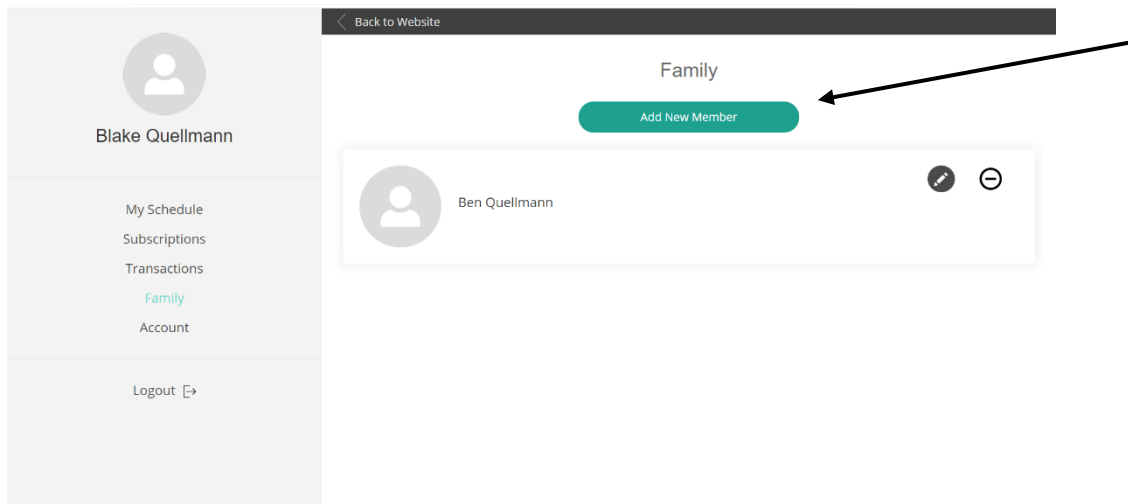 Back to Website
Blake Quellmann
My Schedule
Subscriptions
Transactions
Family
Account
Logout
Family
Add New Member
Ben Quellmann